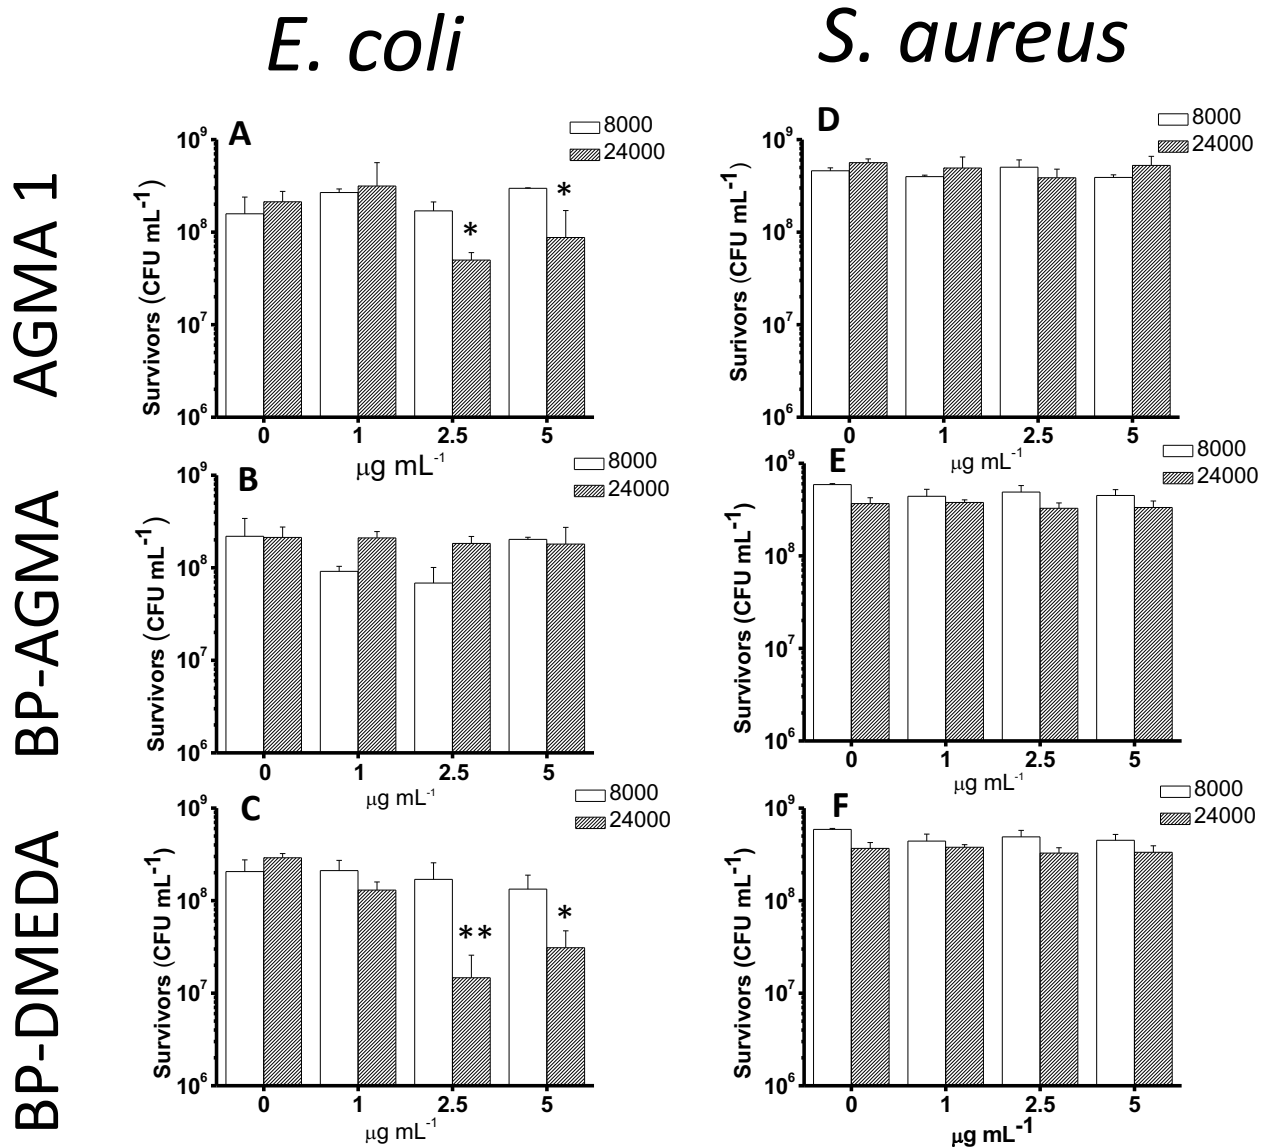 E. coli
S. aureus
AGMA 1
A
8000
24000
Survivors (CFU mL-1)
10⁹
10⁸
10⁷
10⁶
*
*
0 1 2.5 5
µg mL-1
D
8000
24000
Surivors (CFU mL-1)
10⁹
10⁸
10⁷
10⁶
0 1 2.5 5
µg mL-1
BP-AGMA
B
8000
24000
Survivors (CFU mL-1)
10⁹
10⁸
10⁷
10⁶
0 1 2.5 5
µg mL-1
E
8000
24000
Survivors (CFU mL-1)
10⁹
10⁸
10⁷
10⁶
0 1 2.5 5
µg mL-1
BP-DMEDA
C
8000
24000
Survivors (CFU mL-1)
10⁹
10⁸
10⁷
10⁶
**
*
0 1 2.5 5
µg mL-1
F
8000
24000
Survivors (CFU mL-1)
10⁹
10⁸
10⁷
10⁶
0 1 2.5 5
µg mL-1